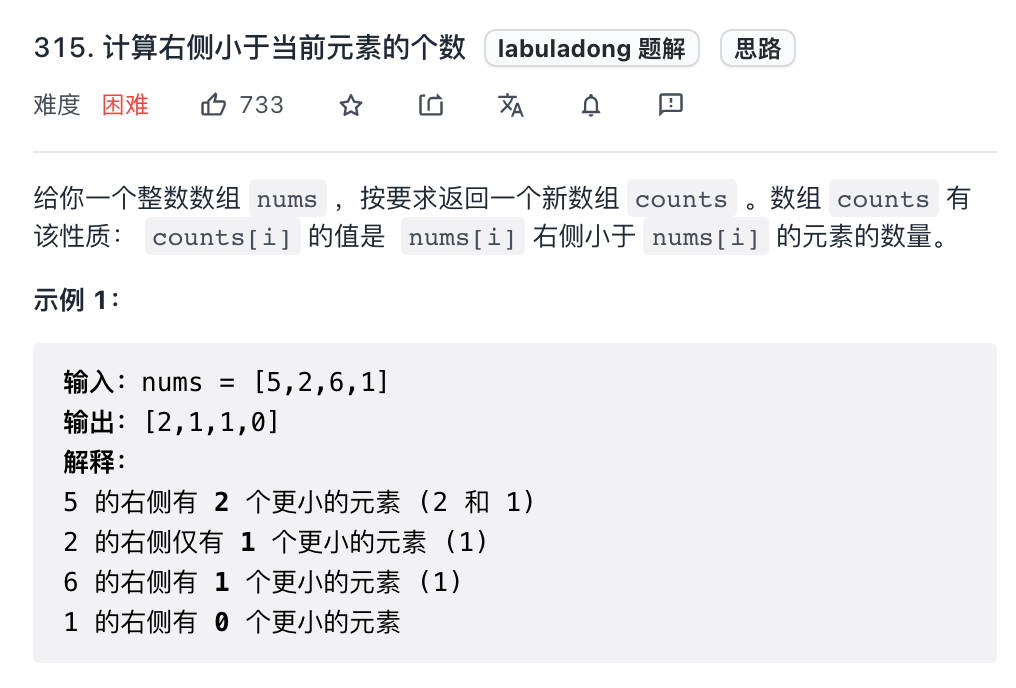 315. 计算右侧小于当前元素的个数 labuladong 题解 思路
难度 困难 733
给你一个整数数组 nums ，按要求返回一个新数组 counts 。数组 counts 有
该性质： counts[i] 的值是 nums[i] 右侧小于 nums[i] 的元素的数量。
示例 1：
输入：nums = [5,2,6,1]
输出：[2,1,1,0]
解释：
5 的右侧有 2 个更小的元素 (2 和 1)
2 的右侧仅有 1 个更小的元素 (1)
6 的右侧有 1 个更小的元素 (1)
1 的右侧有 0 个更小的元素